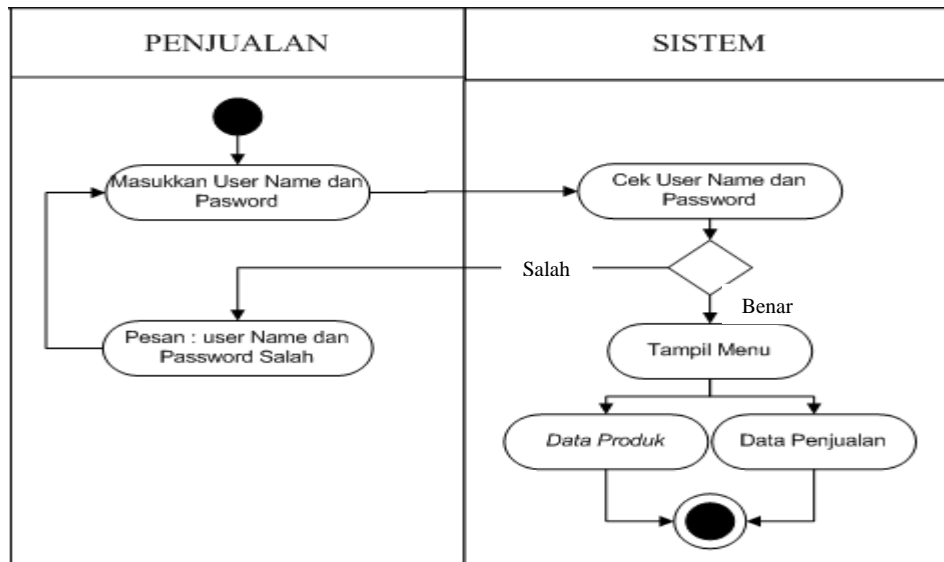 PENJUALAN
SISTEM
Masukkan User Name dan
Pasword
Cek User Name dan
Password
Salah
Benar
Pesan : user Name dan
Password Salah
Tampil Menu
Data Produk
Data Penjualan